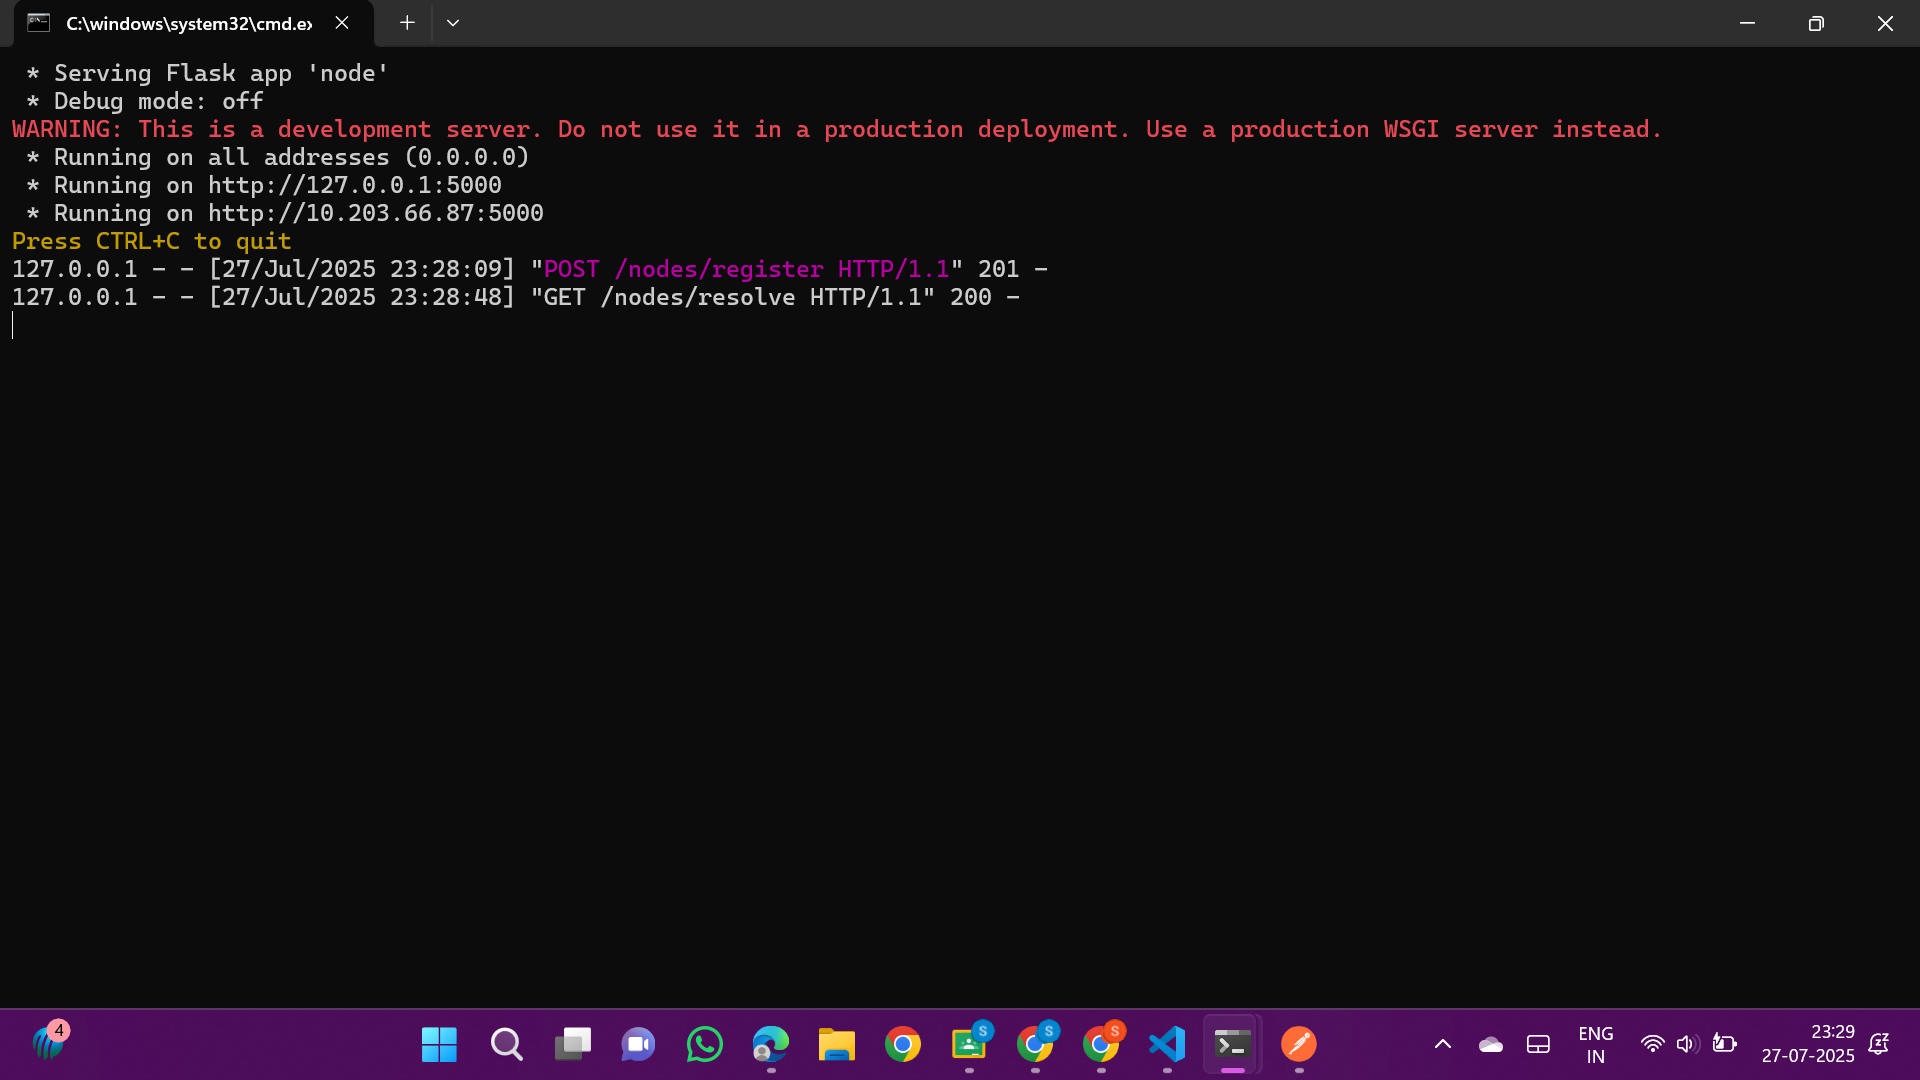 C:\windows\system32\cmd.ex
* Serving Flask app 'node'
* Debug mode: off
WARNING: This is a development server. Do not use it in a production deployment. Use a production WSGI server instead.
* Running on all addresses (0.0.0.0)
* Running on http://127.0.0.1:5000
* Running on http://10.203.66.87:5000
Press CTRL+C to quit
127.0.0.1 - - [27/Jul/2025 23:28:09] "POST /nodes/register HTTP/1.1" 201 -
127.0.0.1 - - [27/Jul/2025 23:28:48] "GET /nodes/resolve HTTP/1.1" 200 -
4
S
S
S
ENG
IN
23:29
27-07-2025